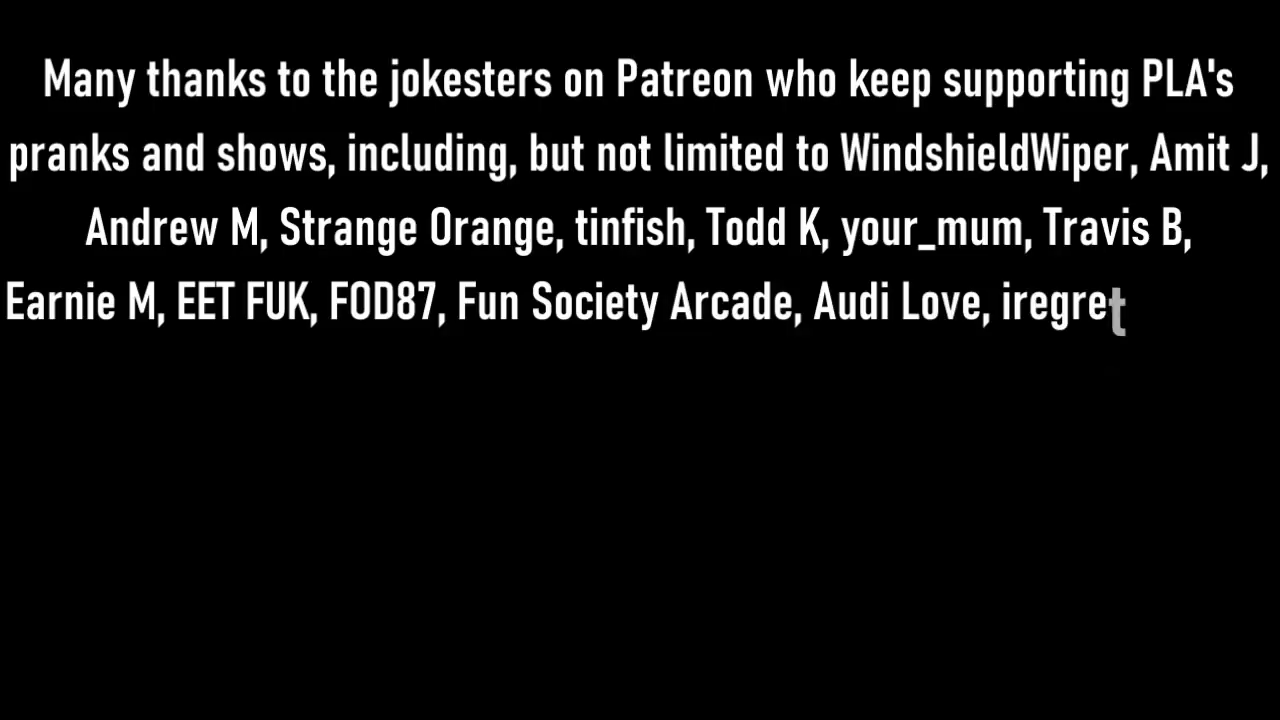 Many thanks to the jokesters on Patreon who keep supporting PLA's
pranks and shows, including, but not limited to WindshieldWiper, Amit J,
Andrew M, Strange Orange, tinfish, Todd K, your_mum, Travis B,
Earnie M, EET FUK, FOD87, Fun Society Arcade, Audi Love, iregret